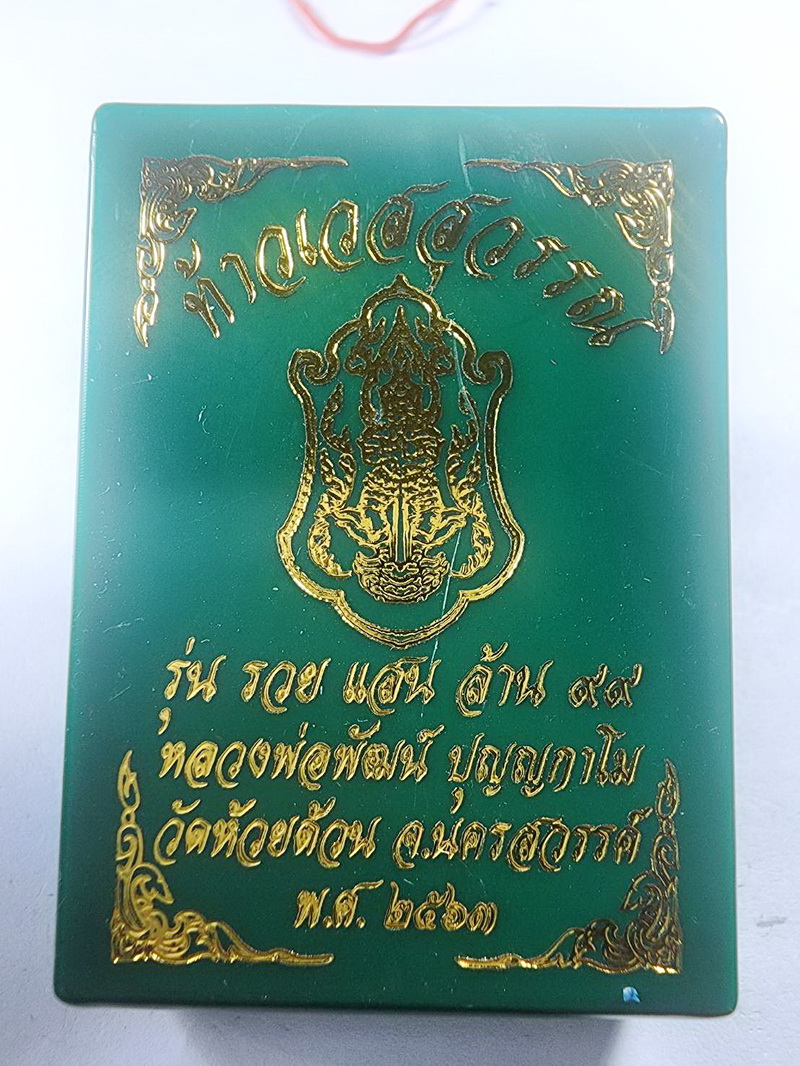 ท้าวเวสสุวรรณ
รุ่น รวย แสน ล้าน ๙๙
หลวงพ่อพัฒน์ ปุญญกาโม
วัดห้วยด้วน จ.นครสวรรค์
พ.ศ. ๒๕๖๓